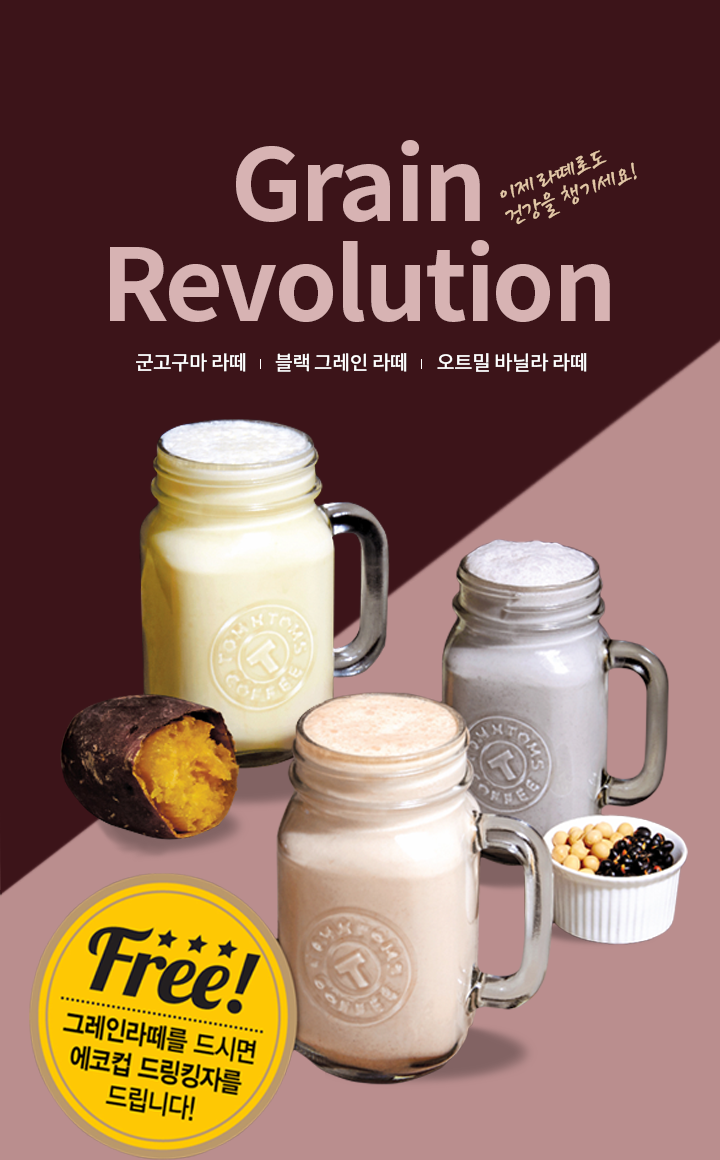 Grain
이제 라떼로도
건강을 챙기세요!
Revolution
군고구마 라떼 | 블랙 그레인 라떼 | 오트밀 바닐라 라떼
TOMNTOMS
COFFEE
TOMNTOMS
COFFEE
TOMNTOMS
COFFEE
Free!
그레인라떼를 드시면
에코컵 드링킹자를
드립니다!